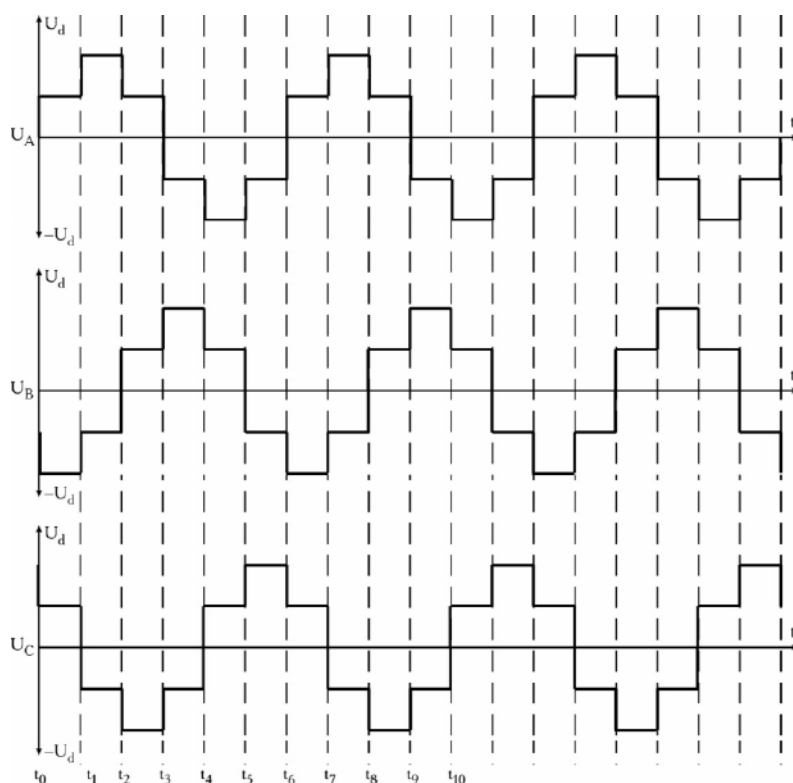 U_d
U_A
t
–U_d
U_d
U_B
t
–U_d
U_d
U_C
t
–U_d
t_0 t_1 t_2 t_3 t_4 t_5 t_6 t_7 t_8 t_9 t_10